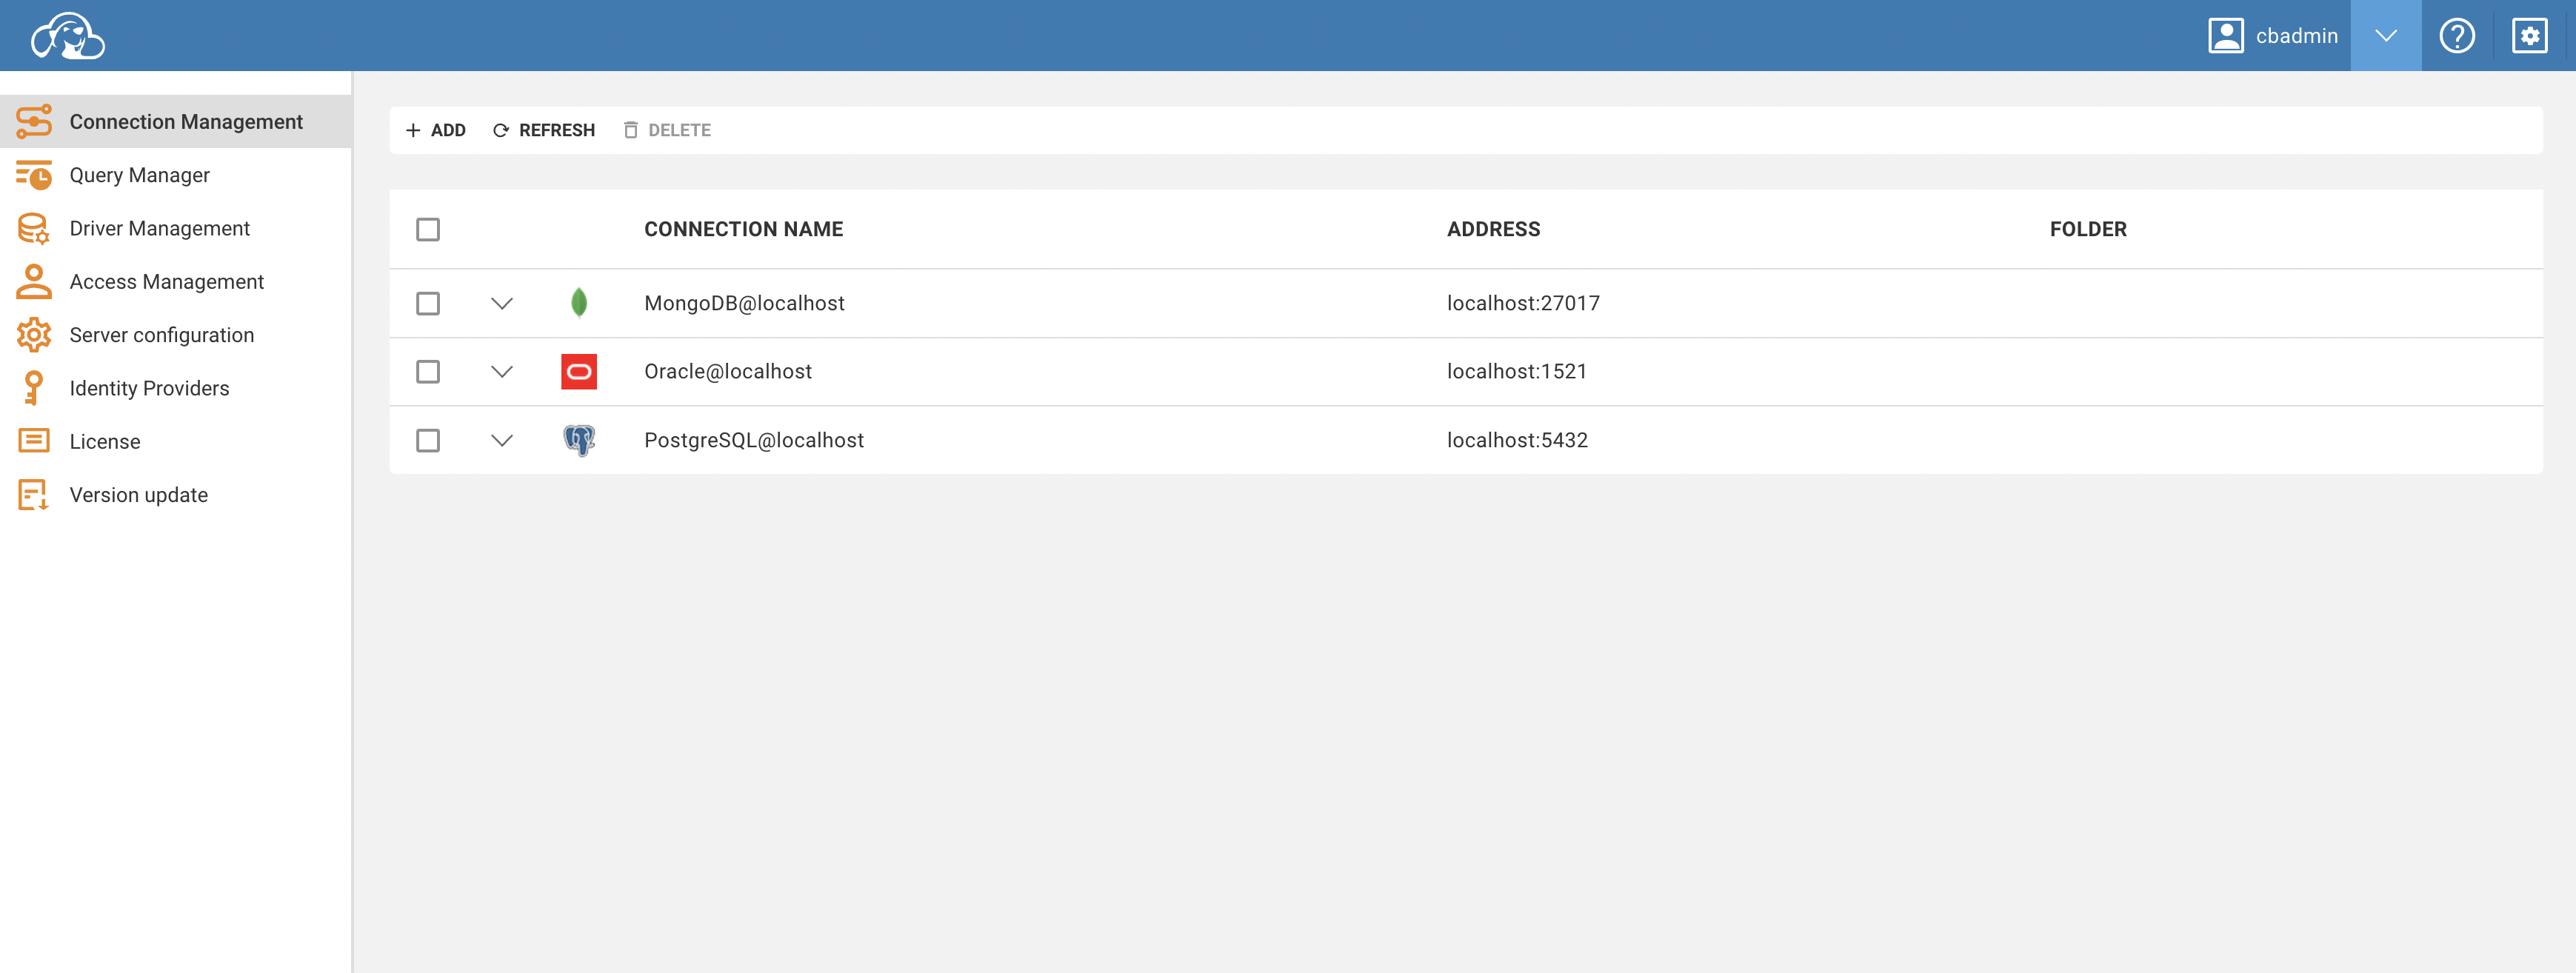 cbadmin
Connection Management
Query Manager
Driver Management
Access Management
Server configuration
Identity Providers
License
Version update
ADD REFRESH DELETE
CONNECTION NAME ADDRESS FOLDER
MongoDB@localhost localhost:27017
Oracle@localhost localhost:1521
PostgreSQL@localhost localhost:5432